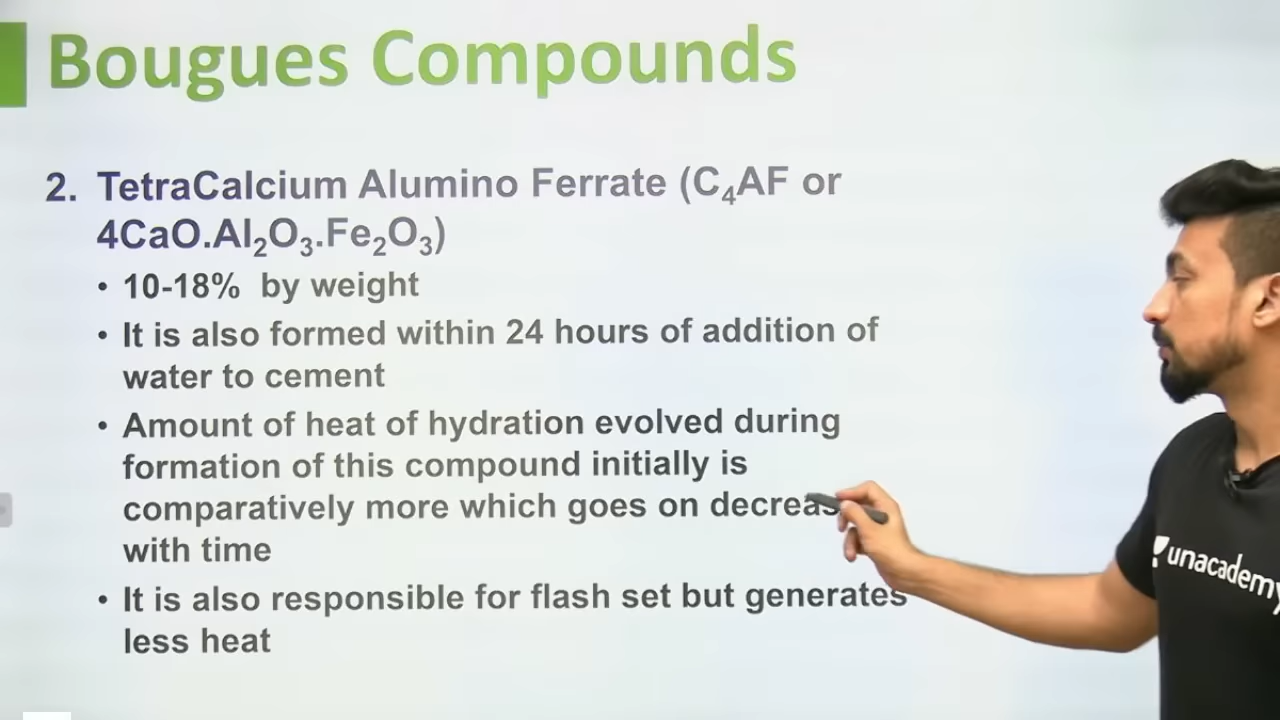 Bougues Compounds
2. TetraCalcium Alumino Ferrate (C₄AF or
4CaO.Al₂O₃.Fe₂O₃)
• 10-18% by weight
• It is also formed within 24 hours of addition of
water to cement
• Amount of heat of hydration evolved during
formation of this compound initially is
comparatively more which goes on decreas
with time
• It is also responsible for flash set but generates
less heat
unacademy